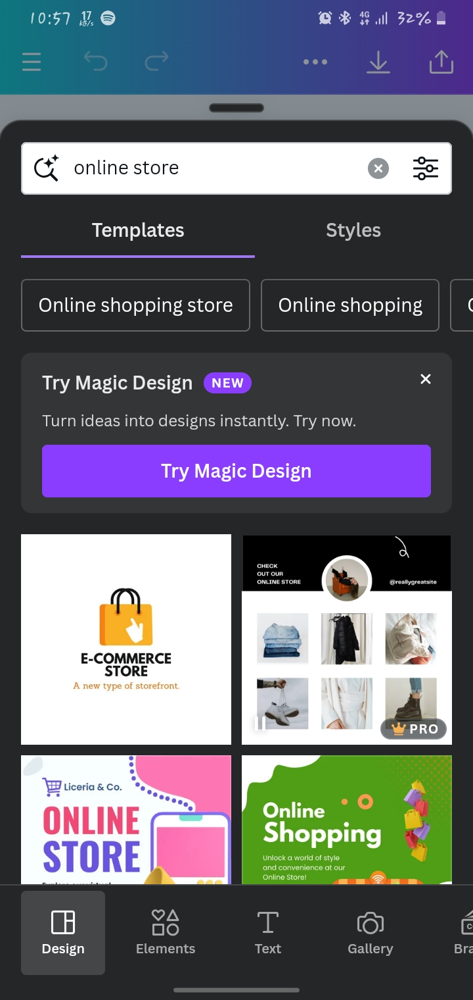 10:57 17 KB/s 4G 32%
online store
Templates Styles
Online shopping store Online shopping
Try Magic Design NEW
Turn ideas into designs instantly. Try now.
Try Magic Design
E-COMMERCE
STORE
A new type of storefront.
CHECK
OUT OUR
ONLINE STORE
@reallygreatsite
PRO
Liceria & Co.
ONLINE
STORE
Online
Shopping
Unlock a world of style
and convenience at our
Online Store!
Design Elements Text Gallery